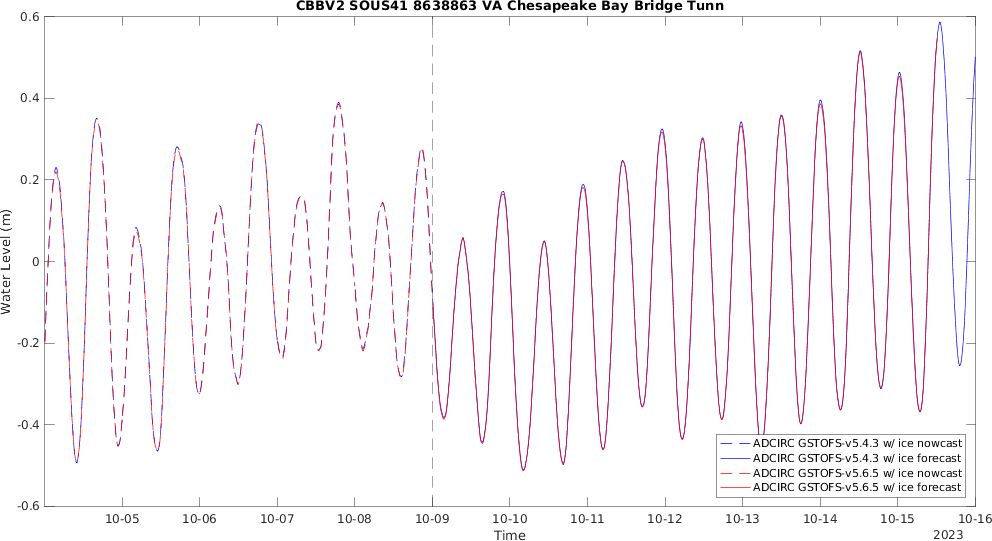 CBBV2 SOUS41 8638863 VA Chesapeake Bay Bridge Tunn
Water Level (m)
0.6
0.4
0.2
0
-0.2
-0.4
-0.6
10-05
10-06
10-07
10-08
10-09
10-10
10-11
10-12
10-13
10-14
10-15
10-16
Time
2023
ADCIRC GSTOFS-v5.4.3 w/ ice nowcast
ADCIRC GSTOFS-v5.4.3 w/ ice forecast
ADCIRC GSTOFS-v5.6.5 w/ ice nowcast
ADCIRC GSTOFS-v5.6.5 w/ ice forecast